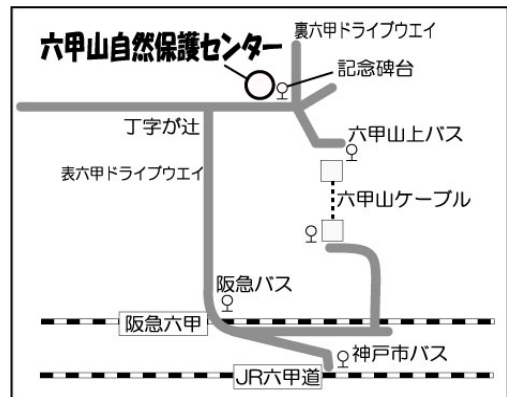 裏六甲ドライブウエイ
六甲山自然保護センター
記念碑台
丁字が辻
六甲山上バス
表六甲ドライブウエイ
六甲山ケーブル
阪急バス
阪急六甲
神戸市バス
JR六甲道